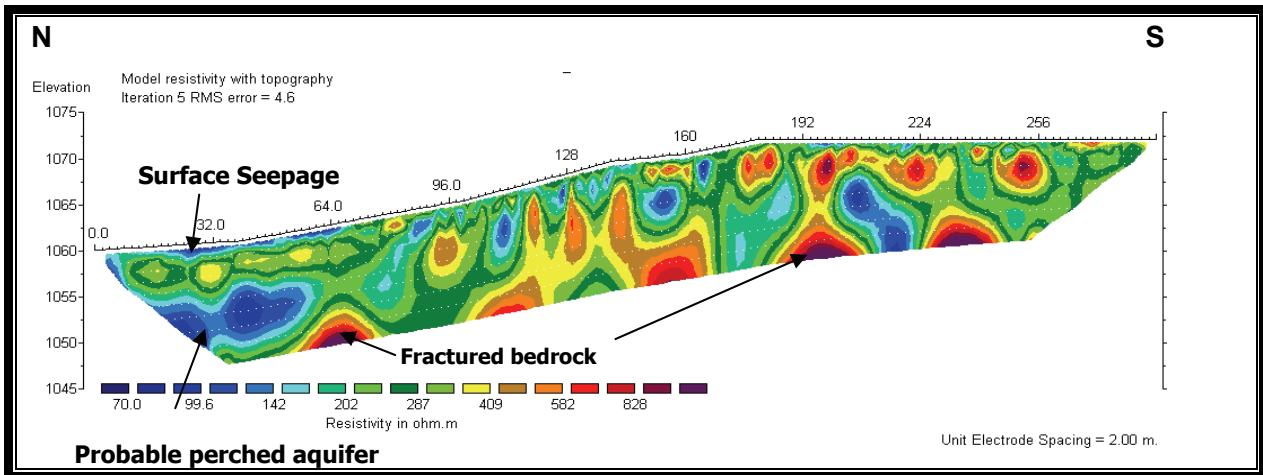 N
S
Model resistivity with topography
Iteration 5 RMS error = 4.6
Elevation
1075
1070
1065
1060
1055
1050
1045
0.0
32.0
64.0
96.0
128
160
192
224
256
Surface Seepage
Fractured bedrock
70.0 99.6 142 202 287 409 582 828
Resistivity in ohm.m
Probable perched aquifer
Unit Electrode Spacing = 2.00 m.